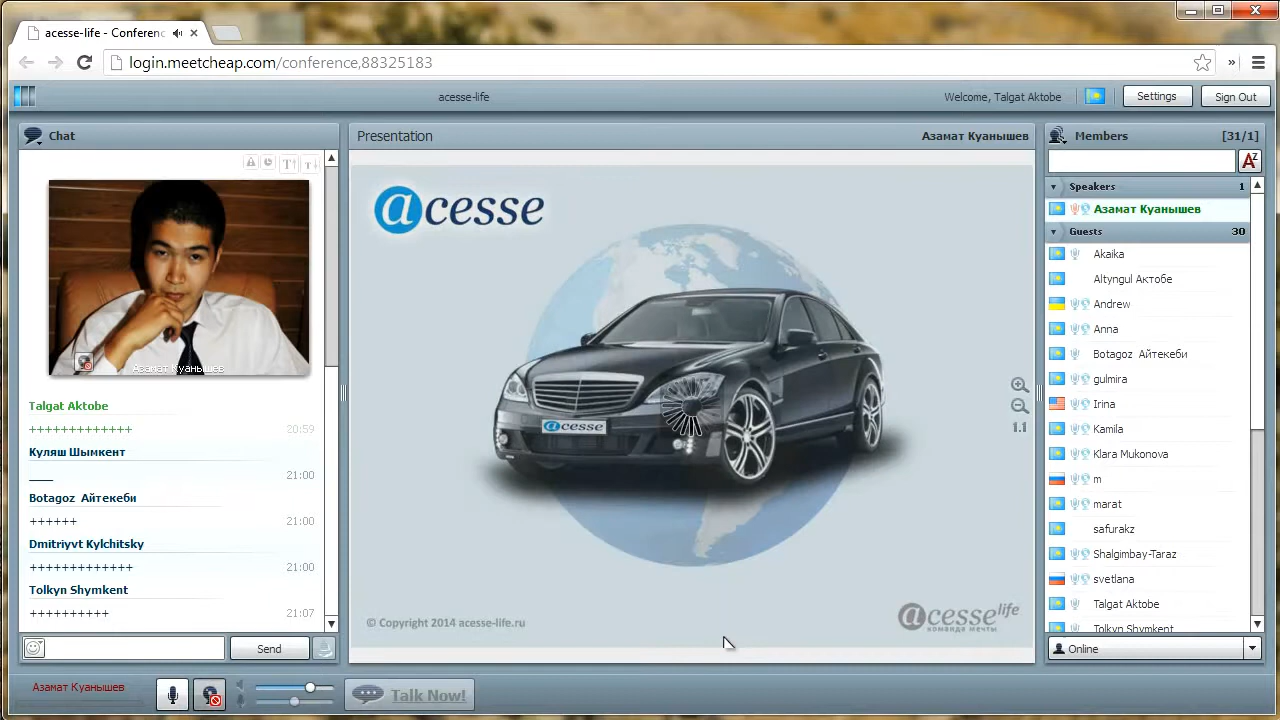 acesse-life - Conferenc
login.meetcheap.com/conference,88325183
acesse-life
Welcome, Talgat Aktobe
Settings
Sign Out
Chat
Азамат Куанышев
Talgat Aktobe
+++++++++++++ 20:59
Куляш Шымкент
___ 21:00
Botagoz Айтекеби
++++++ 21:00
Dmitriyvt Kylchitsky
+++++++++++++ 21:00
Tolkyn Shymkent
++++++++++ 21:07
Send
Presentation
Азамат Куанышев
@cesse
@cesse
1:1
© Copyright 2014 acesse-life.ru
@cesse life
команда мечты
Members [31/1]
Speakers 1
Азамат Куанышев
Guests 30
Akaika
Altyngul Актобе
Andrew
Anna
Botagoz Айтекеби
gulmira
Irina
Kamila
Klara Mukonova
m
marat
safurakz
Shalgimbay-Taraz
svetlana
Talgat Aktobe
Tolkyn Shymkent
Online
Азамат Куанышев
Talk Now!